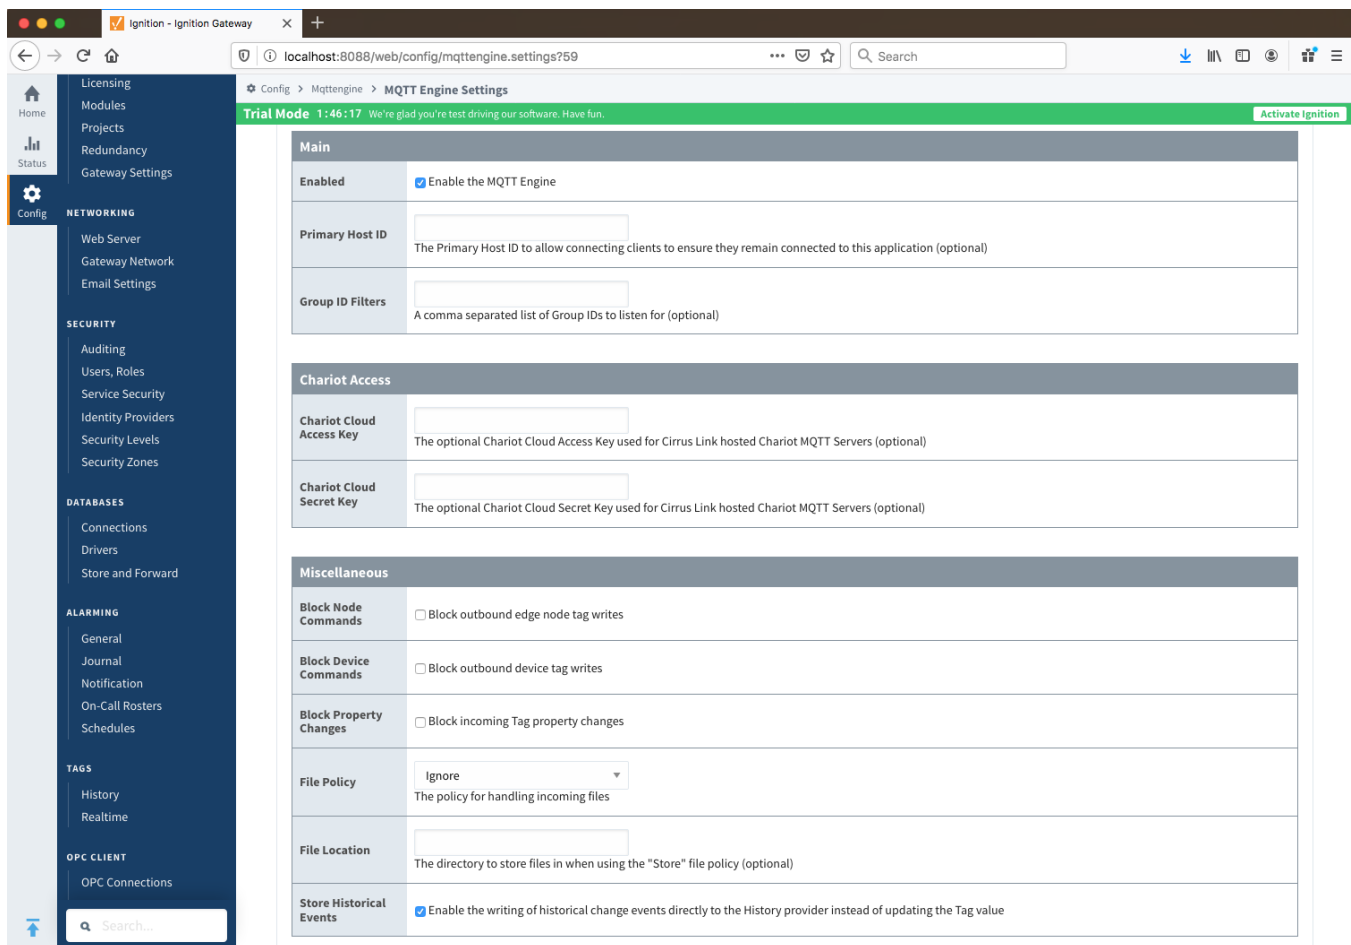 Ignition - Ignition Gateway
localhost:8088/web/config/mqttengine.settings?59
Search
Home
Status
Config
Licensing
Modules
Projects
Redundancy
Gateway Settings
NETWORKING
Web Server
Gateway Network
Email Settings
SECURITY
Auditing
Users, Roles
Service Security
Identity Providers
Security Levels
Security Zones
DATABASES
Connections
Drivers
Store and Forward
ALARMING
General
Journal
Notification
On-Call Rosters
Schedules
TAGS
History
Realtime
OPC CLIENT
OPC Connections
Search...
Config > Mqttengine > MQTT Engine Settings
Trial Mode 1:46:17 We're glad you're test driving our software. Have fun.
Activate Ignition
Main
Enabled
Enable the MQTT Engine
Primary Host ID
The Primary Host ID to allow connecting clients to ensure they remain connected to this application (optional)
Group ID Filters
A comma separated list of Group IDs to listen for (optional)
Chariot Access
Chariot Cloud
Access Key
The optional Chariot Cloud Access Key used for Cirrus Link hosted Chariot MQTT Servers (optional)
Chariot Cloud
Secret Key
The optional Chariot Cloud Secret Key used for Cirrus Link hosted Chariot MQTT Servers (optional)
Miscellaneous
Block Node
Commands
Block outbound edge node tag writes
Block Device
Commands
Block outbound device tag writes
Block Property
Changes
Block incoming Tag property changes
File Policy
Ignore
The policy for handling incoming files
File Location
The directory to store files in when using the "Store" file policy (optional)
Store Historical
Events
Enable the writing of historical change events directly to the History provider instead of updating the Tag value